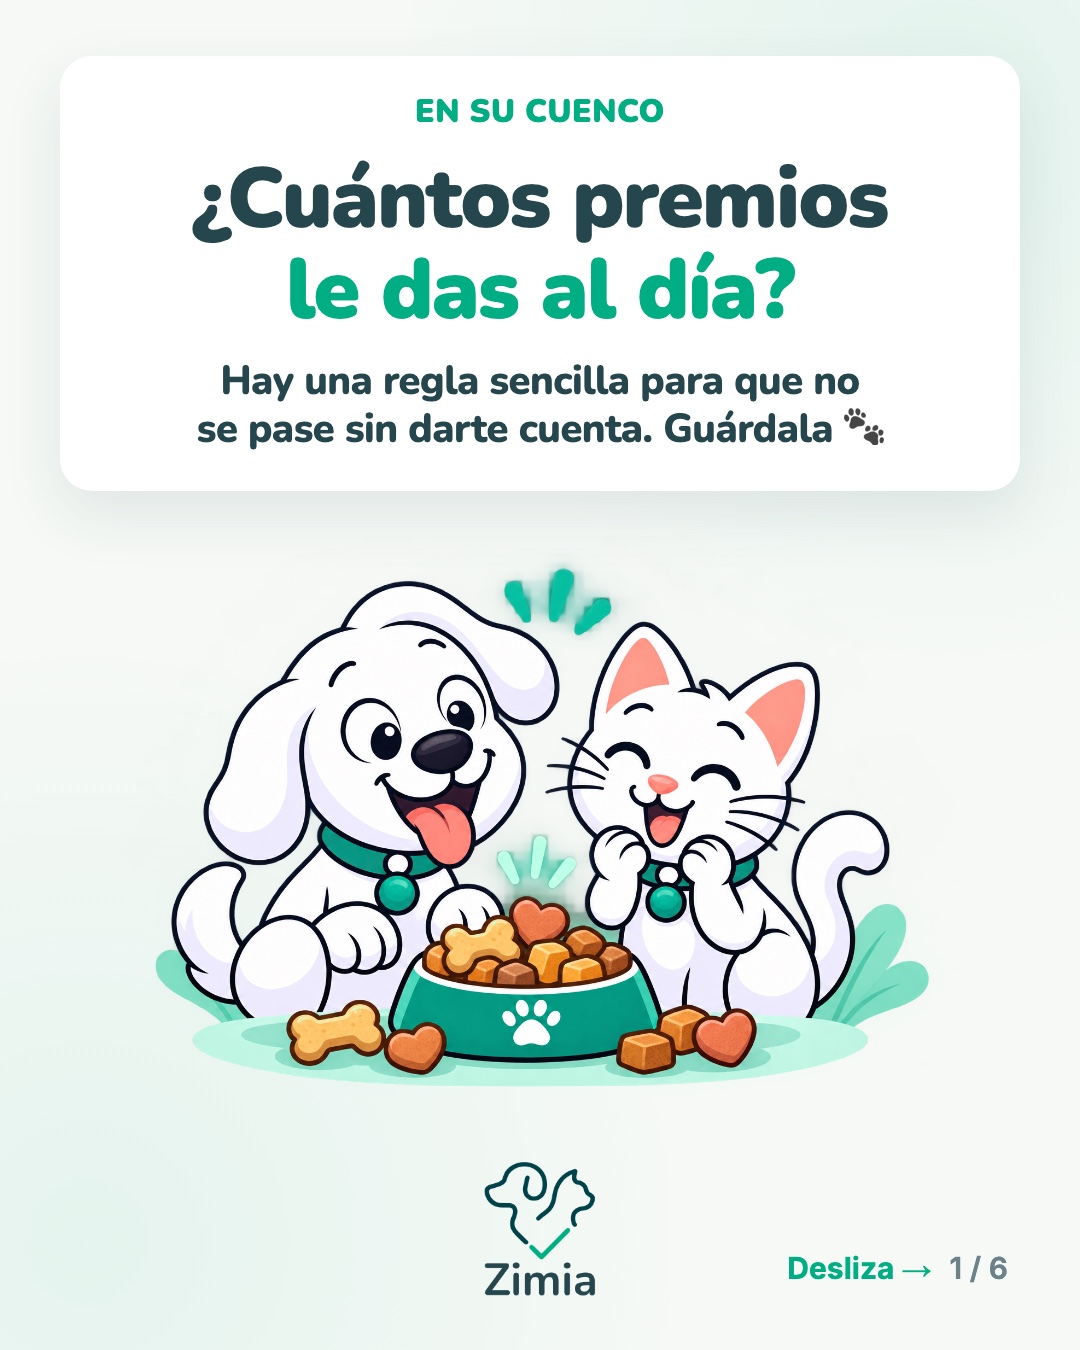 EN SU CUENCO
¿Cuántos premios
le das al día?
Hay una regla sencilla para que no
se pase sin darte cuenta. Guárdala 🐾
Zimia
Desliza → 1 / 6